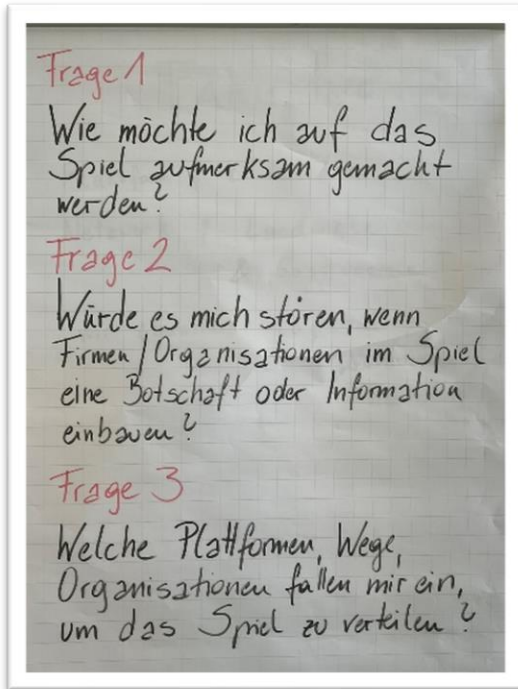 Frage 1
Wie möchte ich auf das
Spiel aufmerksam gemacht
werden?
Frage 2
Würde es mich stören, wenn
Firmen/Organisationen im Spiel
eine Botschaft oder Information
einbauen?
Frage 3
Welche Plattformen, Wege,
Organisationen fallen mir ein,
um das Spiel zu verteilen?